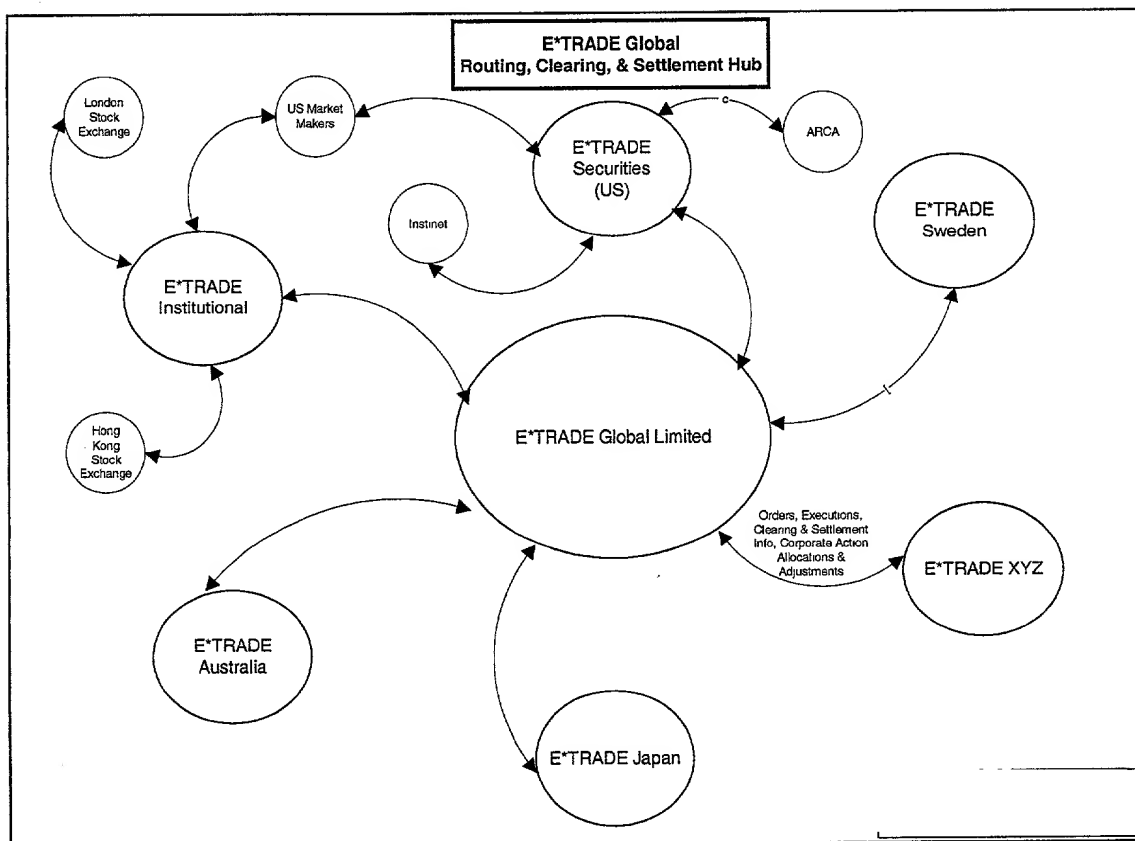 E*TRADE Global
Routing, Clearing, & Settlement Hub
London
Stock
Exchange
US Market
Makers
E*TRADE
Securities
(US)
c
ARCA
Instinet
E*TRADE
Sweden
E*TRADE
Institutional
E*TRADE Global Limited
Hong
Kong
Stock
Exchange
Orders, Executions,
Clearing & Settlement
Info, Corporate Action
Allocations &
Adjustments
E*TRADE XYZ
E*TRADE
Australia
E*TRADE Japan